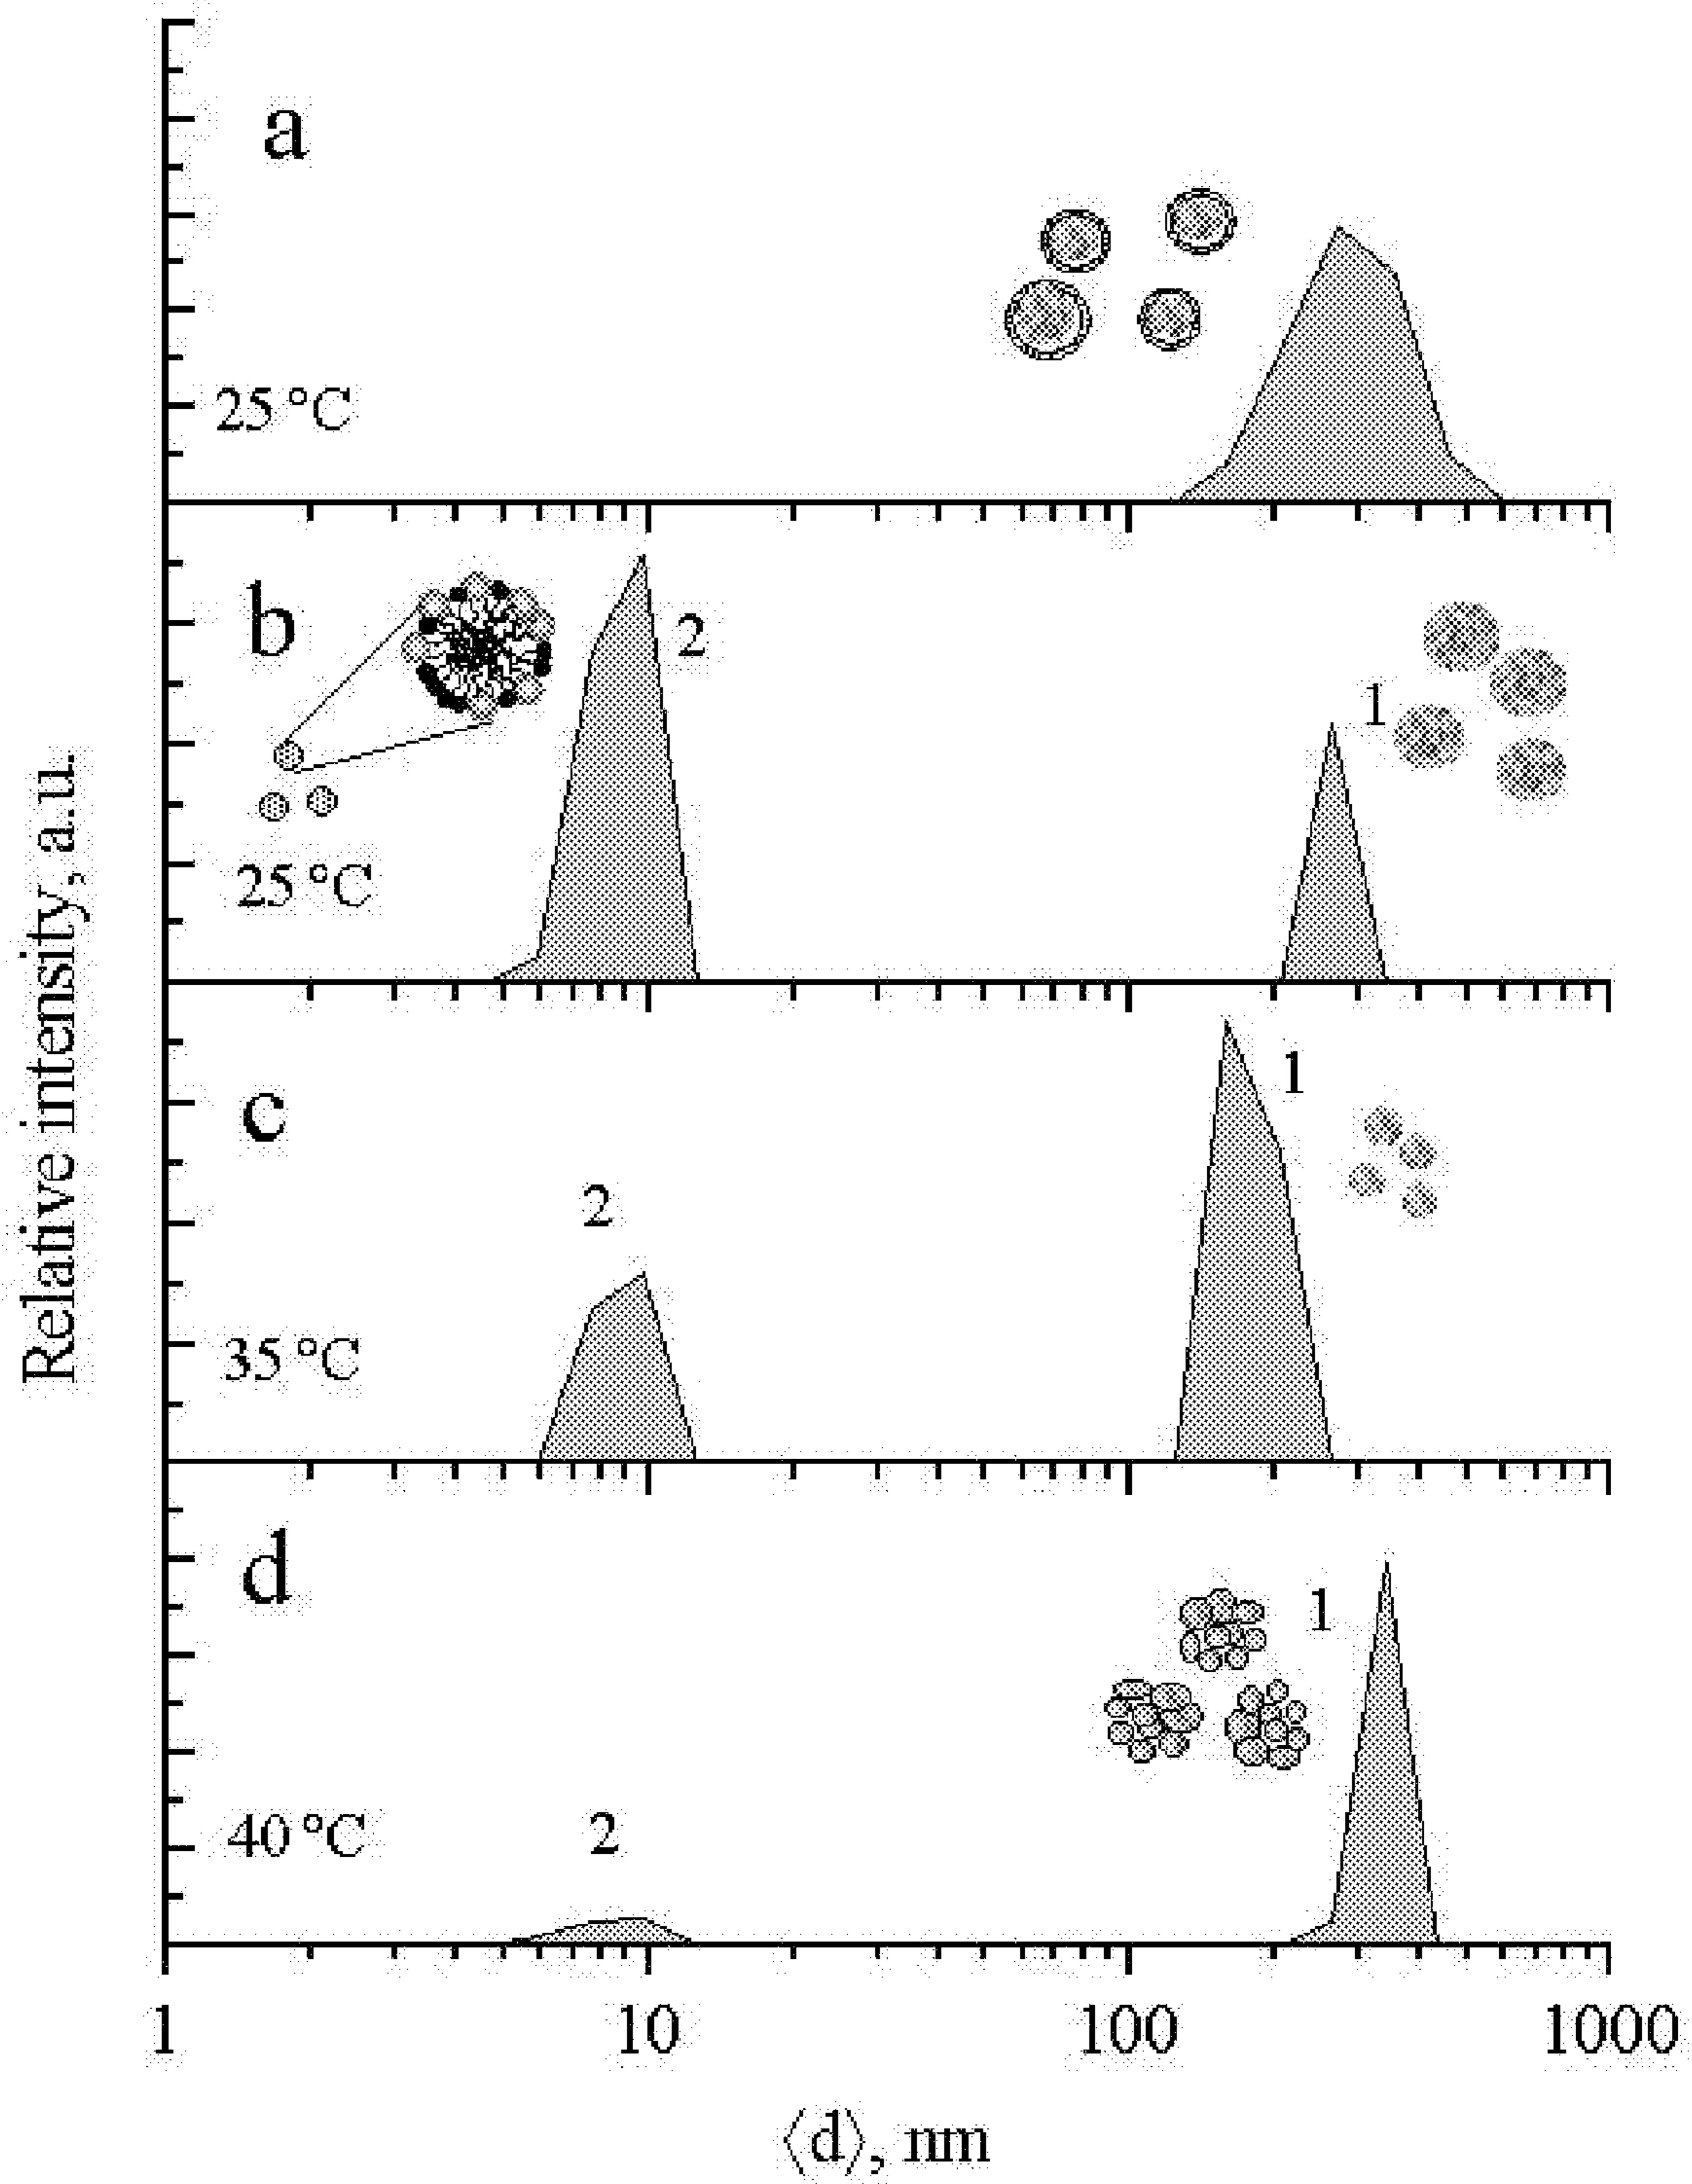 a
25 °C
b
2
1
25 °C
c
1
2
35 °C
d
1
40 °C
2
1 10 100 1000
⟨d⟩, nm
Relative intensity, a.u.